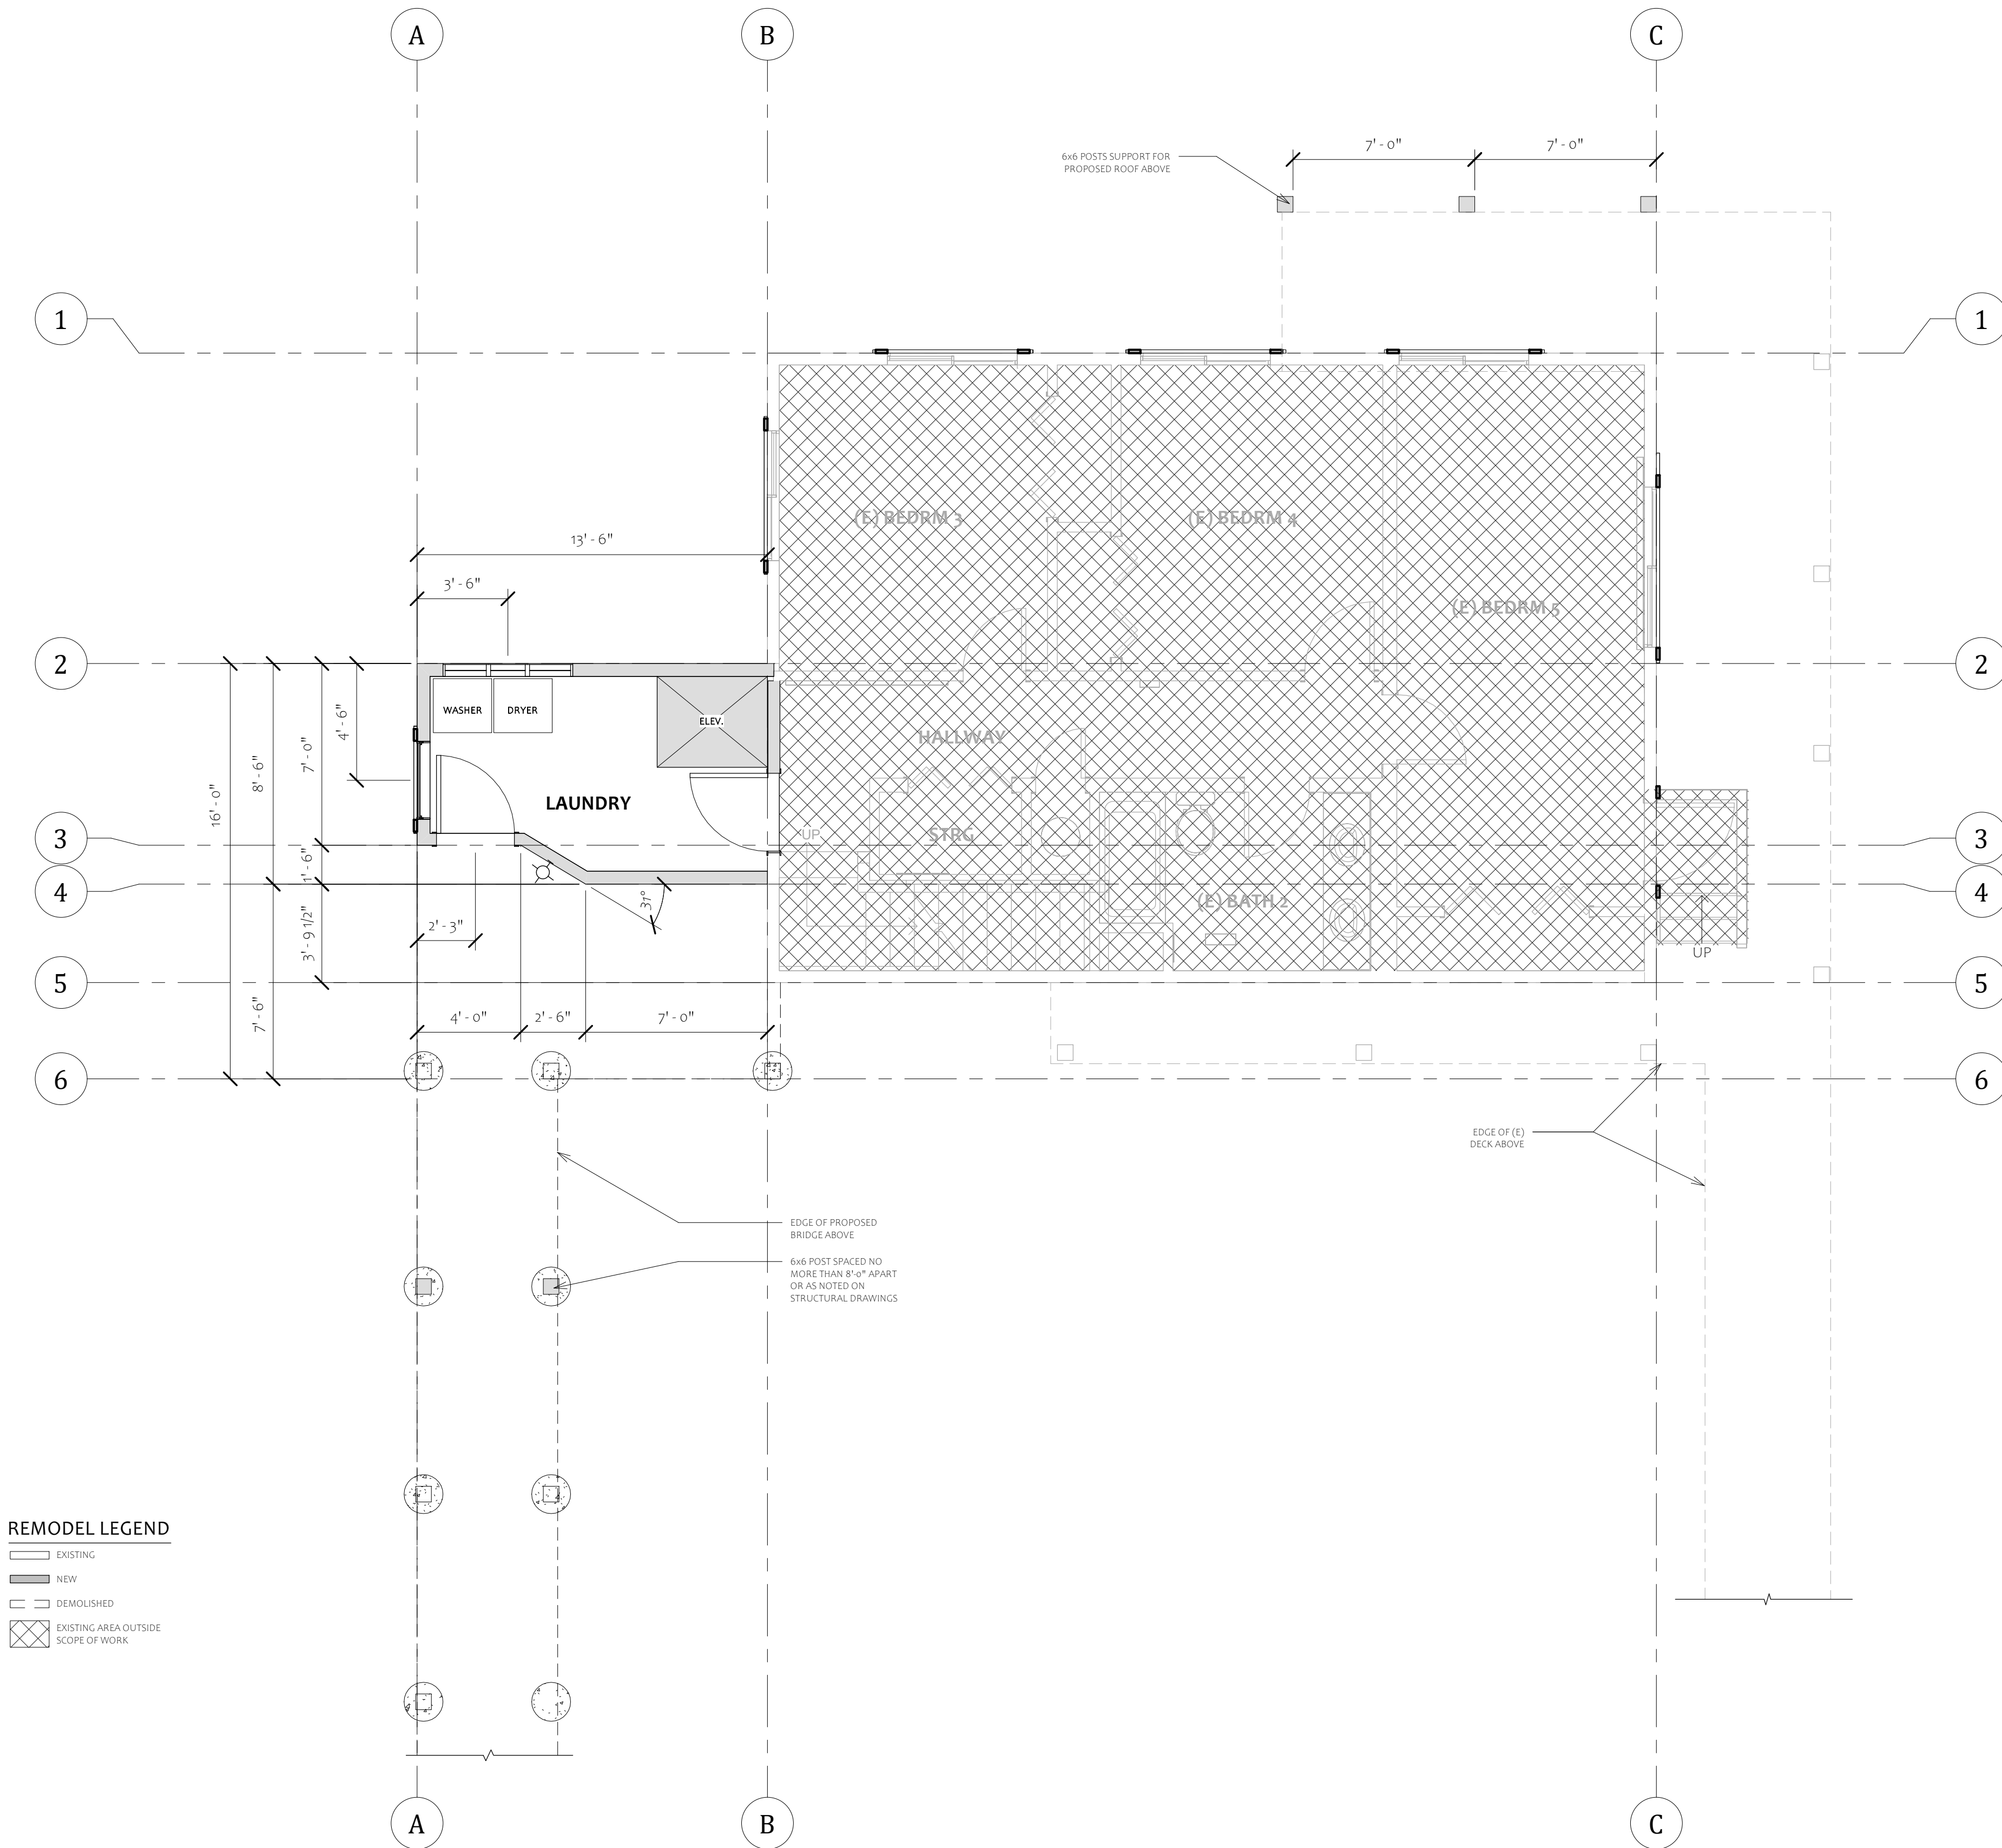 A
B
C
7' - 0"
7' - 0"
6x6 POSTS SUPPORT FOR
PROPOSED ROOF ABOVE
1
1
(E) BEDRM 3
(E) BEDRM 4
13' - 6"
3' - 6"
(E) BEDRM 5
2
2
WASHER
DRYER
ELEV.
4' - 6"
7' - 0"
8' - 6"
16' - 0"
HALLWAY
LAUNDRY
UP
STRG
3
3
1' - 6"
4
4
31°
(E) BATH 2
2' - 3"
3' - 9 1/2"
UP
5
5
7' - 6"
4' - 0"
2' - 6"
7' - 0"
6
6
EDGE OF (E)
DECK ABOVE
EDGE OF PROPOSED
BRIDGE ABOVE
6x6 POST SPACED NO
MORE THAN 8'-0" APART
OR AS NOTED ON
STRUCTURAL DRAWINGS
REMODEL LEGEND
EXISTING
NEW
DEMOLISHED
EXISTING AREA OUTSIDE
SCOPE OF WORK
A
B
C